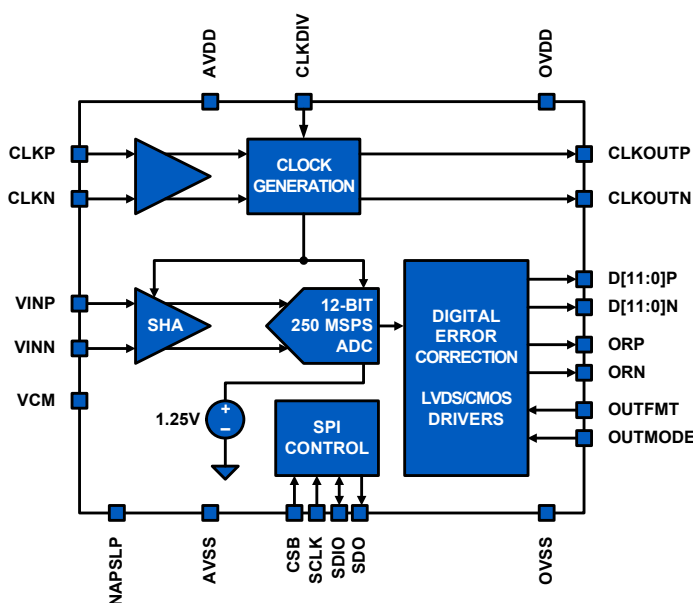 AVDD
CLKDIV
OVDD
CLKP
CLKN
CLOCK
GENERATION
CLKOUTP
CLKOUTN
VINP
VINN
VCM
SHA
12-BIT
250 MSPS
ADC
1.25V
+
−
SPI
CONTROL
DIGITAL
ERROR
CORRECTION
LVDS/CMOS
DRIVERS
D[11:0]P
D[11:0]N
ORP
ORN
OUTFMT
OUTMODE
NAPSLP
AVSS
CSB
SCLK
SDIO
SDO
OVSS